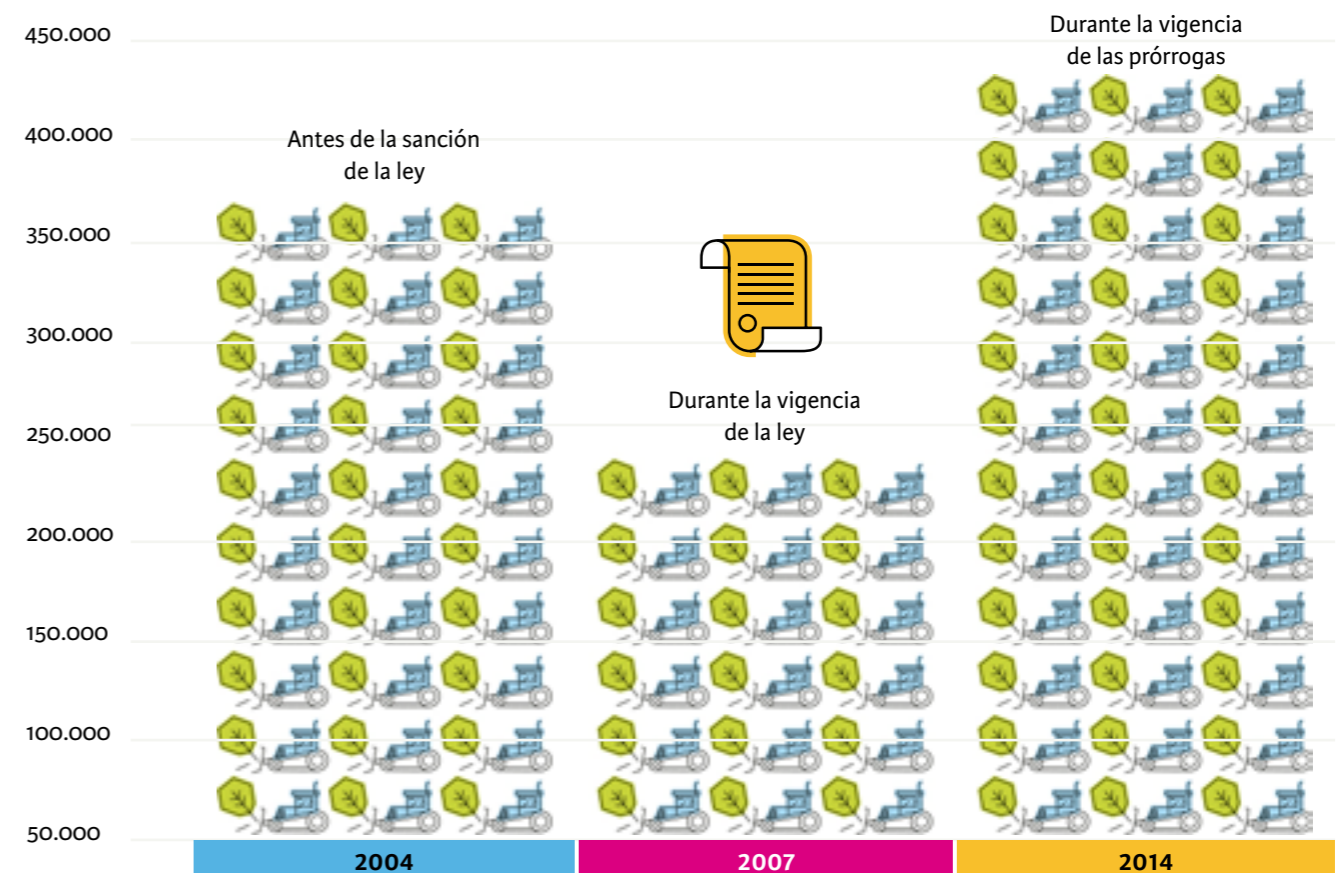 450.000
Durante la vigencia
de las prórrogas
400.000
Antes de la sanción
de la ley
350.000
300.000
Durante la vigencia
de la ley
250.000
200.000
150.000
100.000
50.000
2004
2007
2014